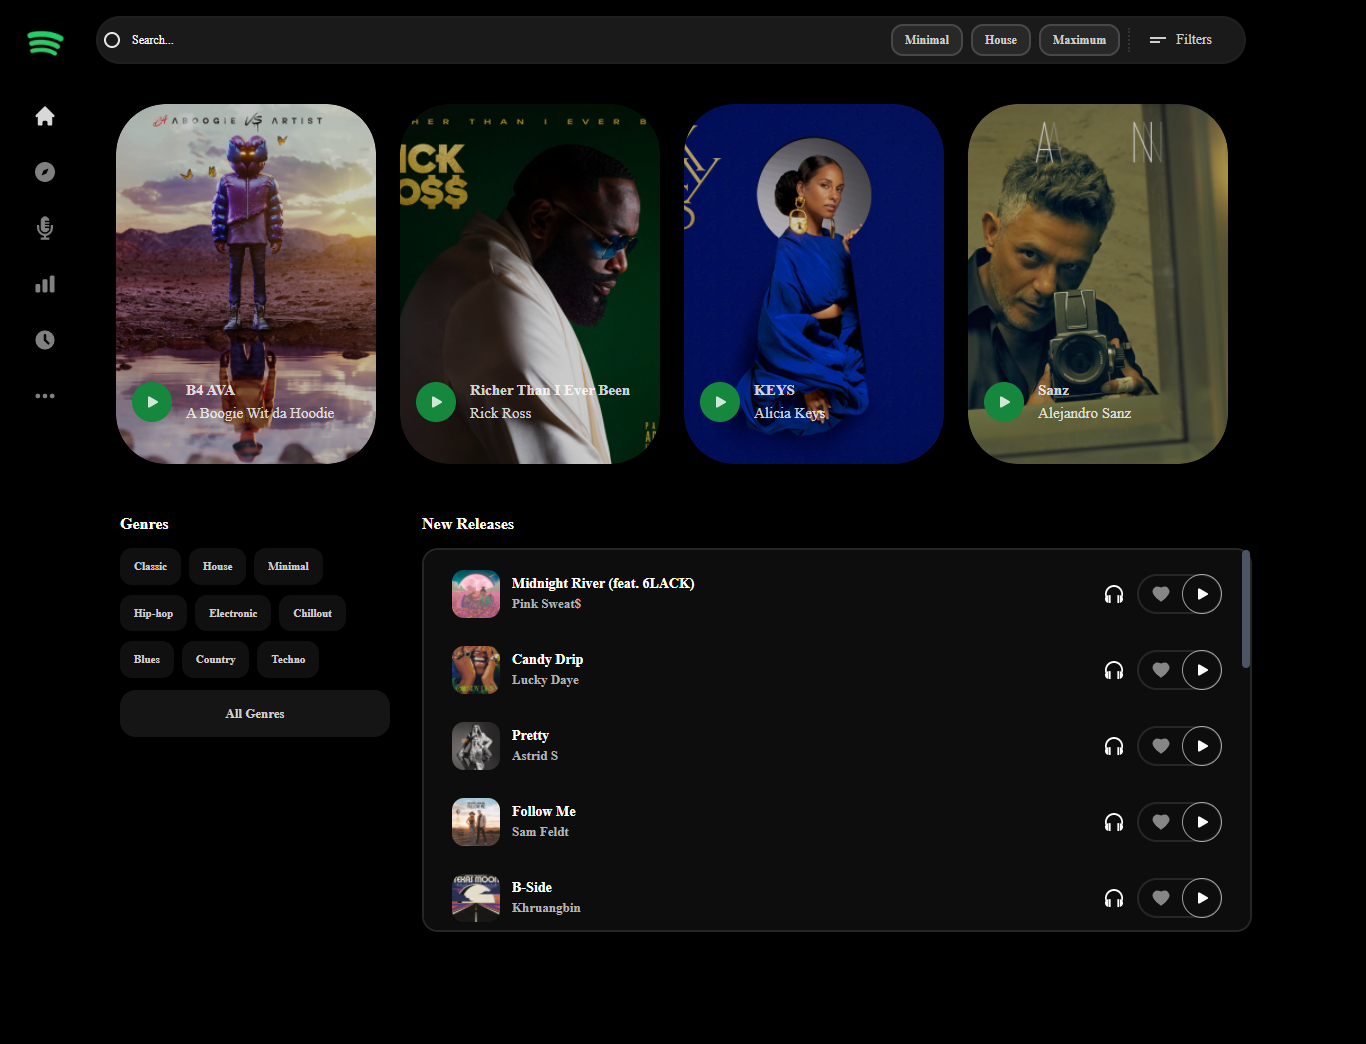 Search...
Minimal
House
Maximum
Filters
A BOOGIE VS ARTIST
HER THAN I EVER B
ICK
O$$
A N
B4 AVA
A Boogie Wit da Hoodie
Richer Than I Ever Been
Rick Ross
KEYS
Alicia Keys
Sanz
Alejandro Sanz
Genres
Classic
House
Minimal
Hip-hop
Electronic
Chillout
Blues
Country
Techno
All Genres
New Releases
Midnight River (feat. 6LACK)
Pink Sweat$
Candy Drip
Lucky Daye
Pretty
Astrid S
Follow Me
Sam Feldt
TEXAS MOON
B-Side
Khruangbin